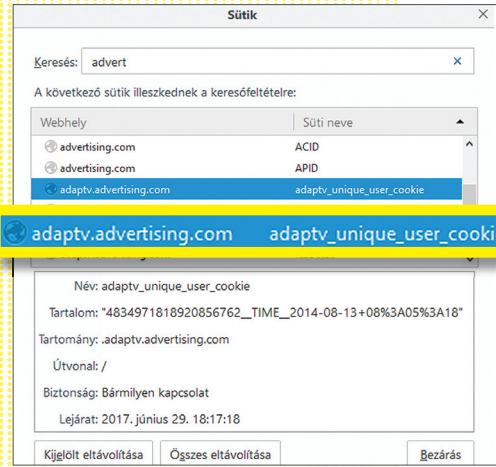 Sütik
Keresés: advert
A következő sütik illeszkednek a keresőfeltételre:
Webhely Süti neve
advertising.com ACID
advertising.com APID
adaptv.advertising.com adaptv_unique_user_cookie
adaptv.advertising.com adaptv_unique_user_cooki
Név: adaptv_unique_user_cookie
Tartalom: "4834971818920856762__TIME__2014-08-13+08%3A05%3A18"
Tartomány: .adaptv.advertising.com
Útvonal: /
Biztonság: Bármilyen kapcsolat
Lejárat: 2017. június 29. 18:17:18
Kijelölt eltávolítása Összes eltávolítása Bezárás